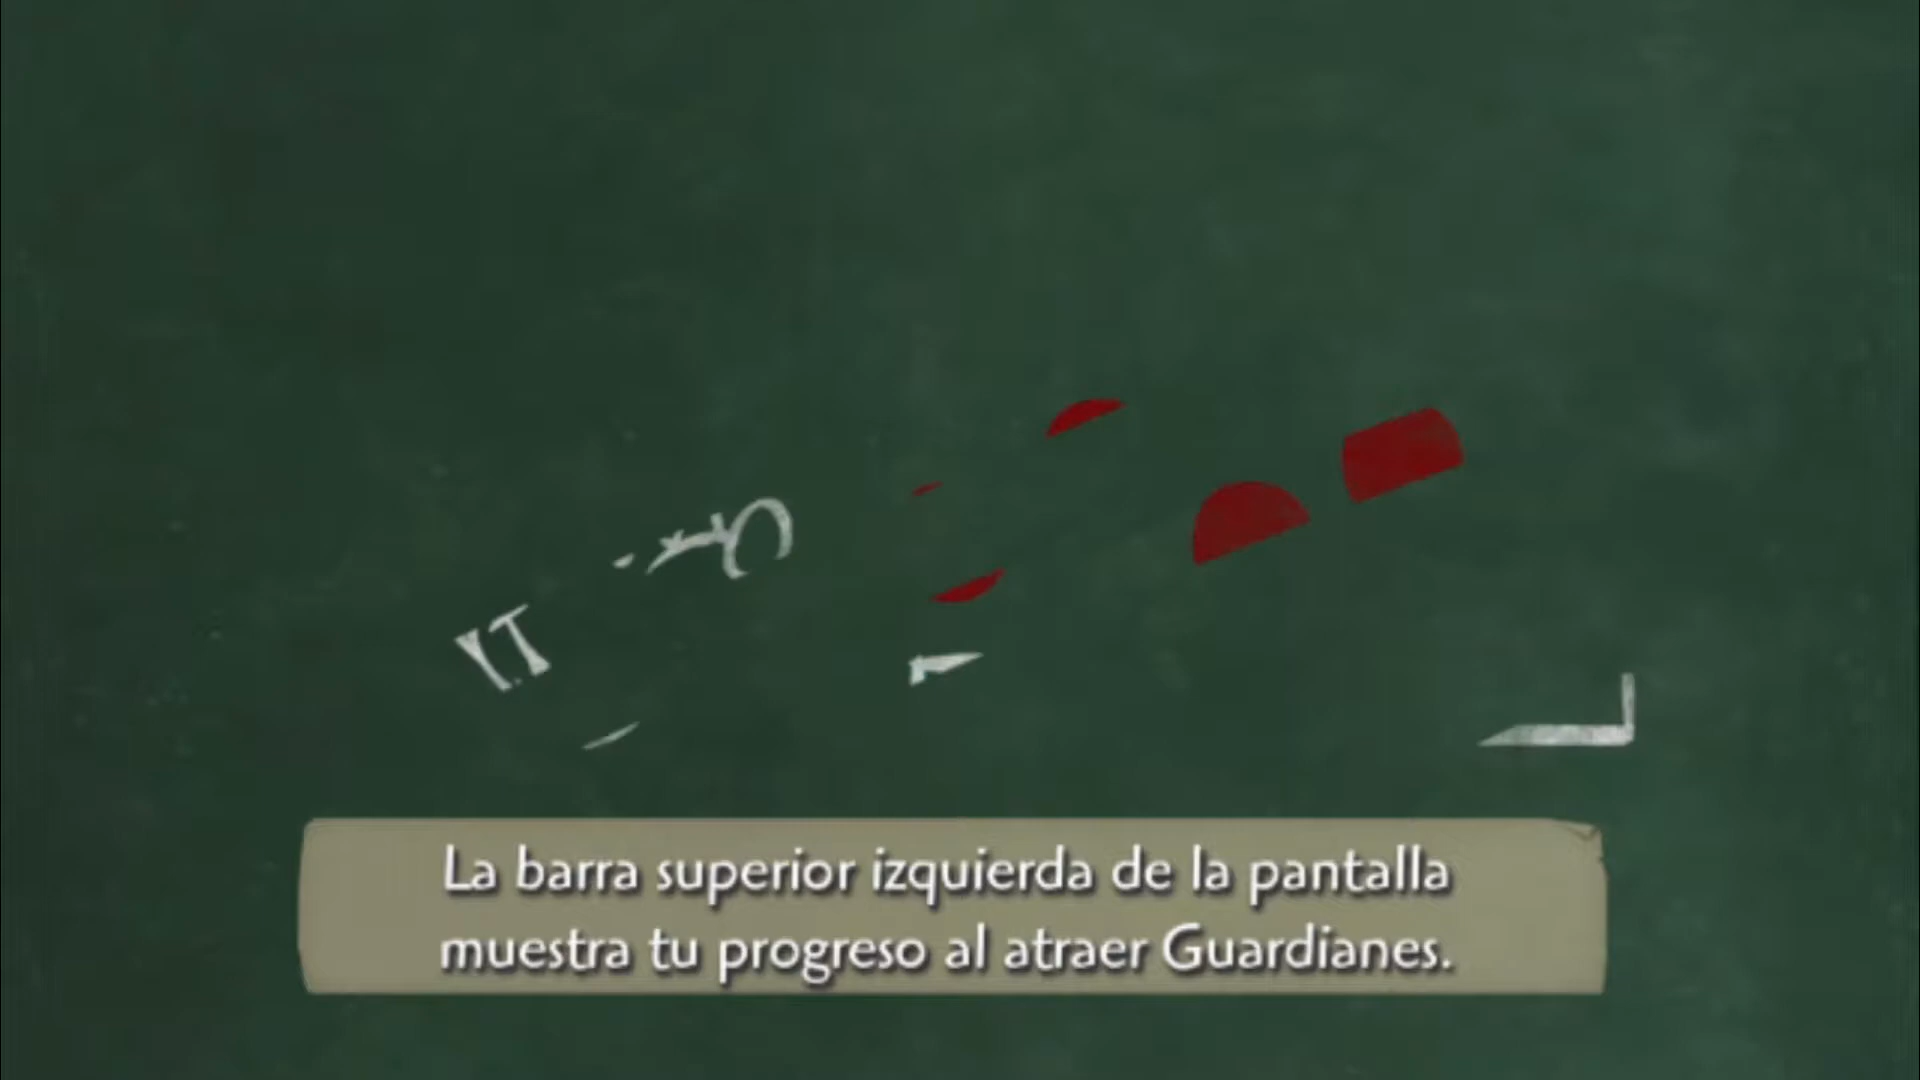 La barra superior izquierda de la pantalla
muestra tu progreso al atraer Guardianes.